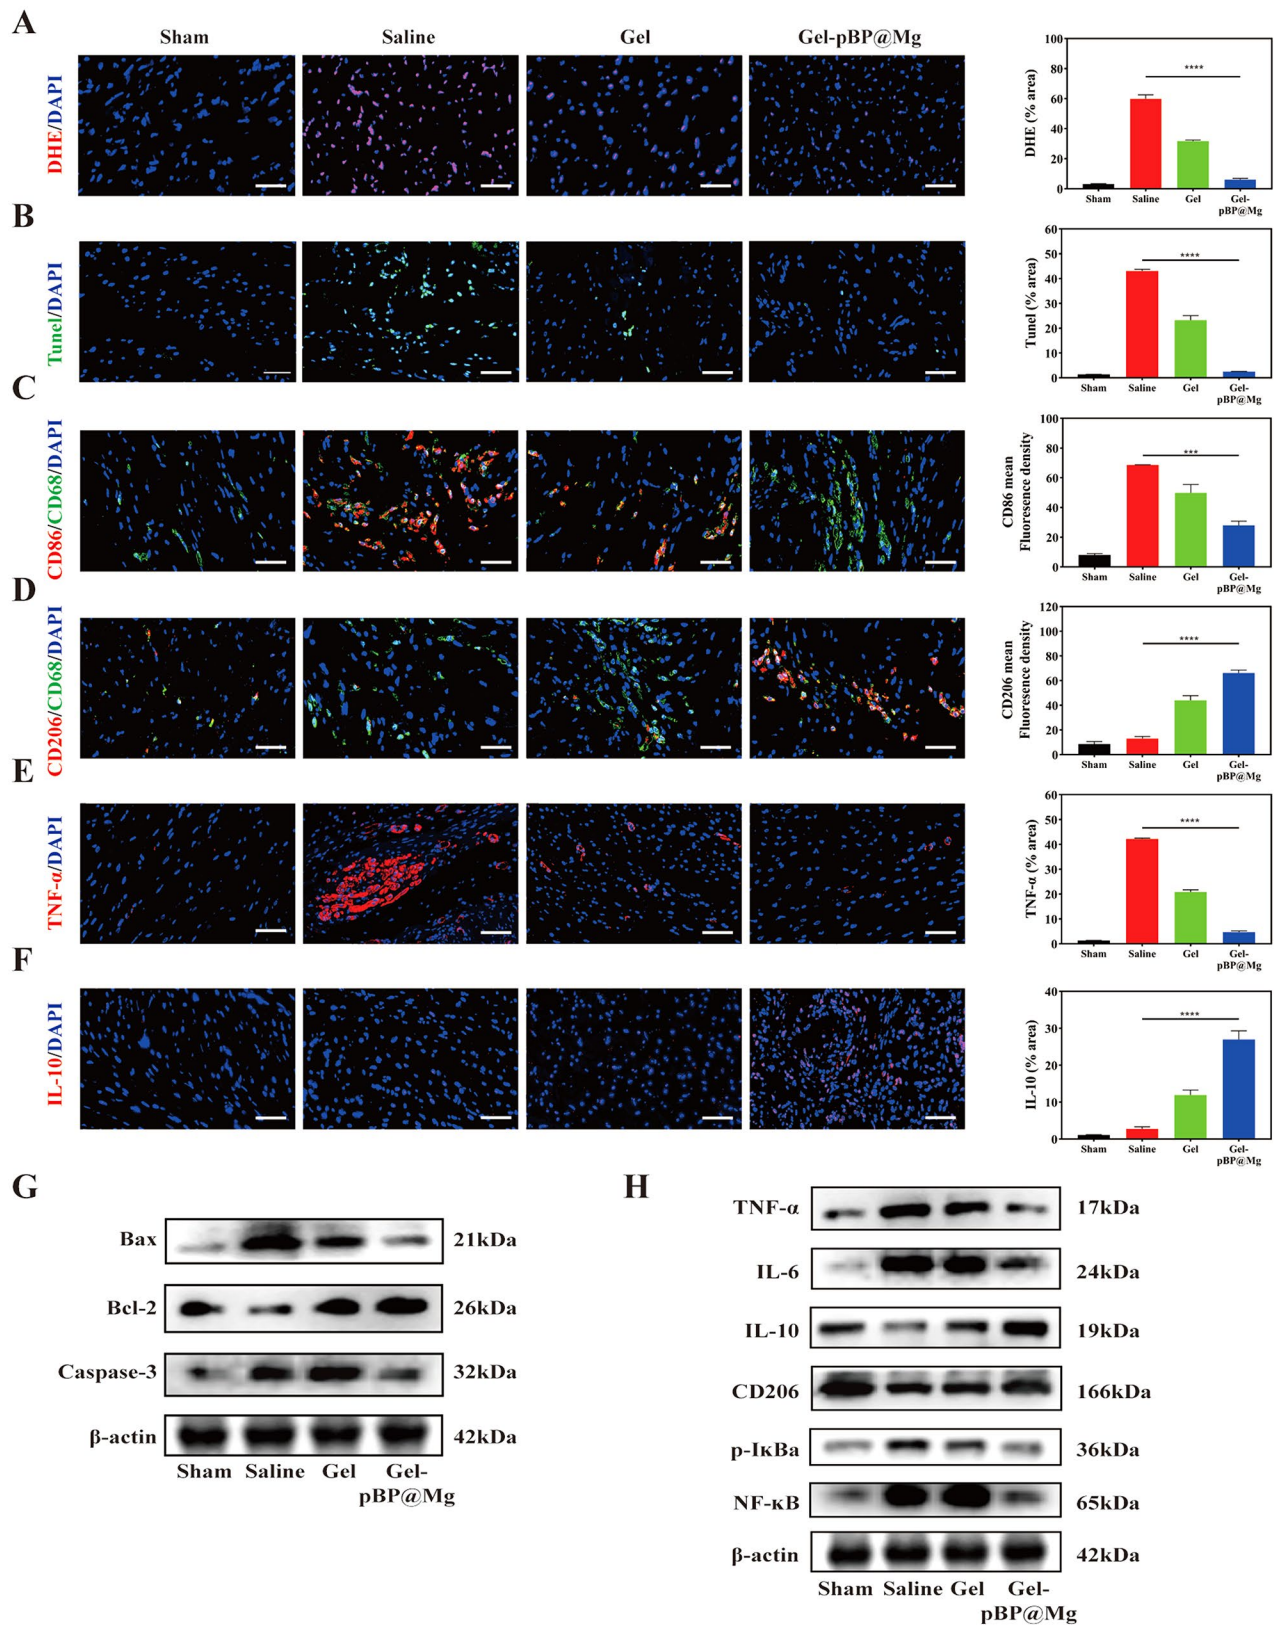 A
Sham
Saline
Gel
Gel-pBP@Mg
DHE/DAPI
DHE (% area)
100
80
60
40
20
0
****
Sham
Saline
Gel
Gel-
pBP@Mg
B
Tunel/DAPI
Tunel (% area)
60
50
40
30
20
10
0
****
Sham
Saline
Gel
Gel-
pBP@Mg
C
CD86/CD68/DAPI
CD86 mean
Fluoresence density
100
80
60
40
20
0
***
Sham
Saline
Gel
Gel-
pBP@Mg
D
CD206/CD68/DAPI
CD206 mean
Fluoresence density
120
100
80
60
40
20
0
****
Sham
Saline
Gel
Gel-
pBP@Mg
E
TNF-α/DAPI
TNF-α (% area)
60
50
40
30
20
10
0
****
Sham
Saline
Gel
Gel-
pBP@Mg
F
IL-10/DAPI
IL-10 (% area)
40
30
20
10
0
****
Sham
Saline
Gel
Gel-
pBP@Mg
G
Bax 21kDa
Bcl-2 26kDa
Caspase-3 32kDa
β-actin 42kDa
Sham Saline Gel Gel-
pBP@Mg
H
TNF-α 17kDa
IL-6 24kDa
IL-10 19kDa
CD206 166kDa
p-IκBa 36kDa
NF-κB 65kDa
β-actin 42kDa
Sham Saline Gel Gel-
pBP@Mg